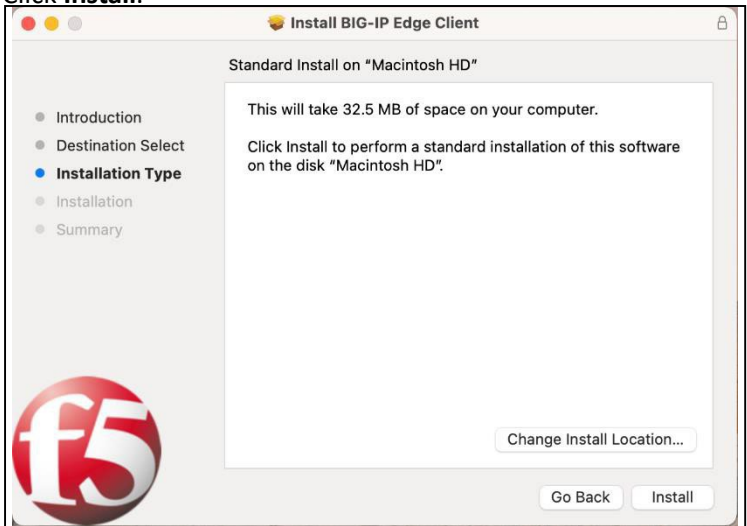 Click Install
Install BIG-IP Edge Client
Standard Install on "Macintosh HD"
Introduction
Destination Select
Installation Type
Installation
Summary
This will take 32.5 MB of space on your computer.
Click Install to perform a standard installation of this software
on the disk "Macintosh HD".
f5
Change Install Location...
Go Back
Install